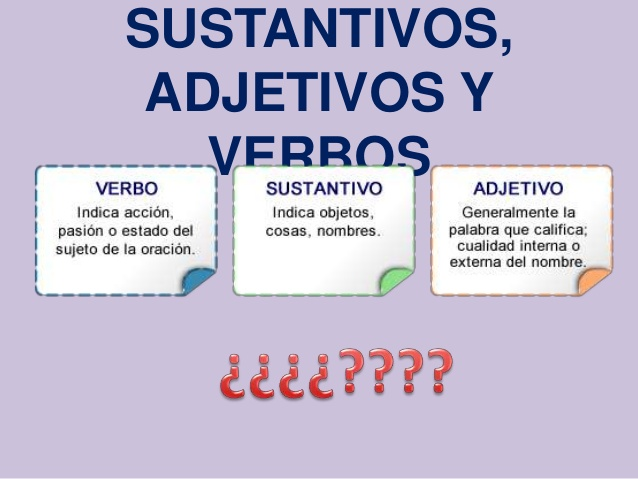 SUSTANTIVOS,
ADJETIVOS Y
VERBOS
VERBO
Indica acción,
pasión o estado del
sujeto de la oración.
SUSTANTIVO
Indica objetos,
cosas, nombres.
ADJETIVO
Generalmente la
palabra que califica;
cualidad interna o
externa del nombre.
¿¿¿¿????